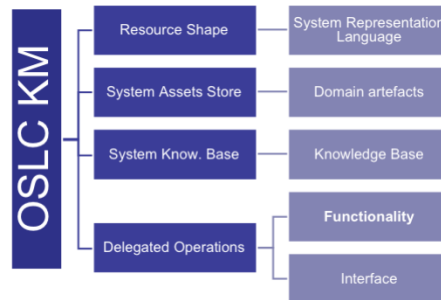 OSLC KM
Resource Shape
System Representation
Language
System Assets Store
Domain artefacts
System Know. Base
Knowledge Base
Delegated Operations
Functionality
Interface